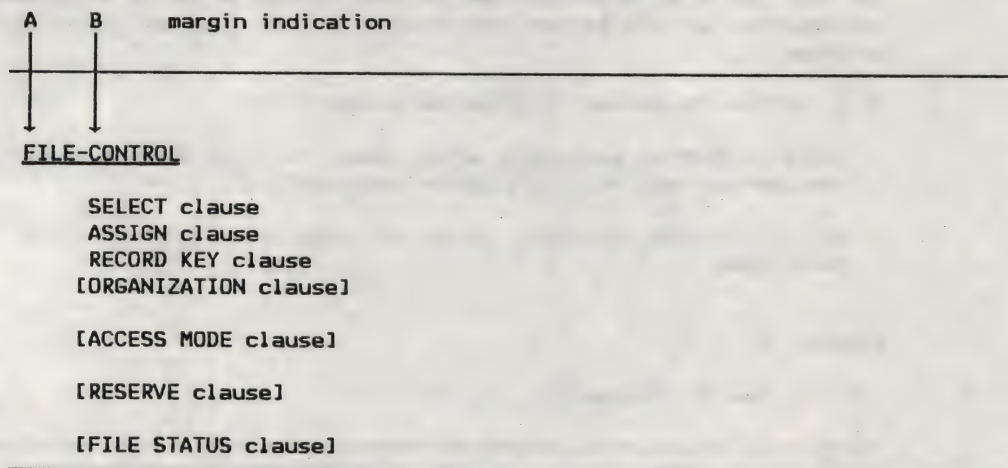 A B margin indication
FILE-CONTROL
SELECT clause
ASSIGN clause
RECORD KEY clause
[ORGANIZATION clause]
[ACCESS MODE clause]
[RESERVE clause]
[FILE STATUS clause]